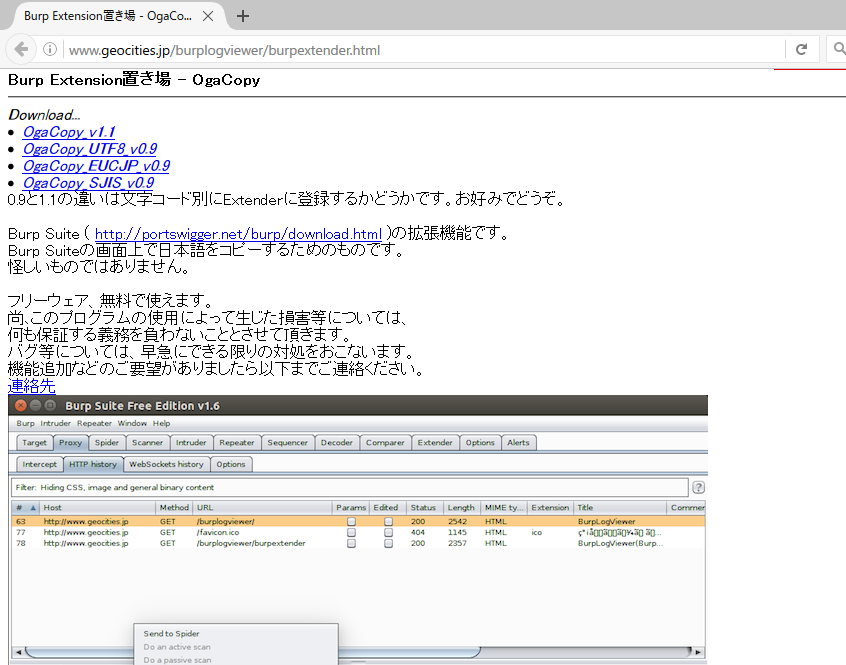 Burp Extension置き場 - OgaCo...
www.geocities.jp/burplogviewer/burpextender.html
Burp Extension置き場 - OgaCopy
Download...
OgaCopy_v1.1
OgaCopy_UTF8_v0.9
OgaCopy_EUCJP_v0.9
OgaCopy_SJIS_v0.9
0.9と1.1の違いは文字コード別にExtenderに登録するかどうかです。お好みでどうぞ。
Burp Suite ( http://portswigger.net/burp/download.html )の拡張機能です。
Burp Suiteの画面上で日本語をコピーするためのものです。
怪しいものではありません。
フリーウェア、無料で使えます。
尚、このプログラムの使用によって生じた損害等については、
何も保証する義務を負わないこととさせて頂きます。
バグ等については、早急にできる限りの対処をおこないます。
機能追加などのご要望がありましたら以下までご連絡ください。
連絡先
Burp Suite Free Edition v1.6
Burp Intruder Repeater Window Help
Target Proxy Spider Scanner Intruder Repeater Sequencer Decoder Comparer Extender Options Alerts
Intercept HTTP history WebSockets history Options
Filter: Hiding CSS, image and general binary content ?
# Host Method URL Params Edited Status Length MIME ty... Extension Title Commer
63 http://www.geocities.jp GET /burplogviewer/ 200 2542 HTML BurpLogViewer
77 http://www.geocities.jp GET /favicon.ico 404 1145 HTML ico
78 http://www.geocities.jp GET /burplogviewer/burpextender 200 2357 HTML BurpLogViewer(Burp...
Send to Spider
Do an active scan
Do a passive scan